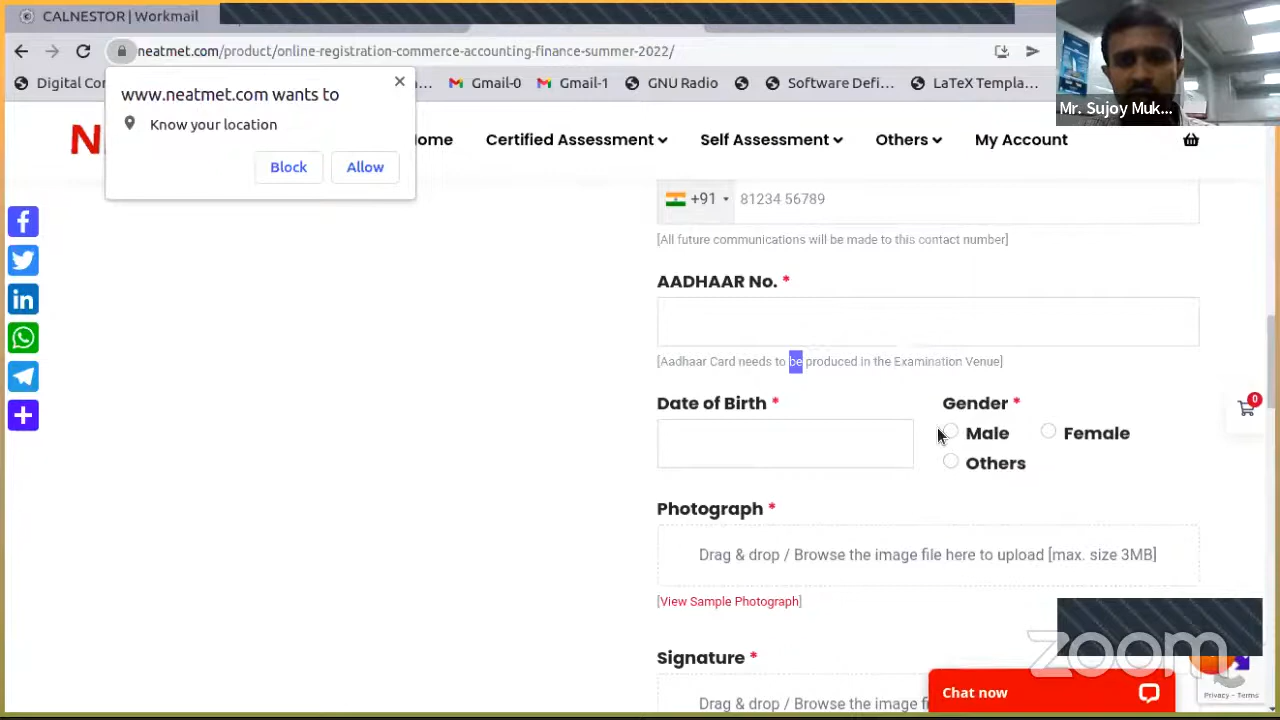 CALNESTOR | Workmail
neatmet.com/product/online-registration-commerce-accounting-finance-summer-2022/
Digital Cor
Gmail-0
Gmail-1
GNU Radio
Software Defi...
LaTeX Templa...
www.neatmet.com wants to
Know your location
Block
Allow
Mr. Sujoy Muk...
N
ome
Certified Assessment
Self Assessment
Others
My Account
+91
81234 56789
[All future communications will be made to this contact number]
AADHAAR No. *
[Aadhaar Card needs to be produced in the Examination Venue]
Date of Birth *
Gender *
Male
Female
Others
0
Photograph *
Drag & drop / Browse the image file here to upload [max. size 3MB]
[View Sample Photograph]
Signature *
Drag & drop / Browse the image fi
zoom
Chat now
Privacy - Terms